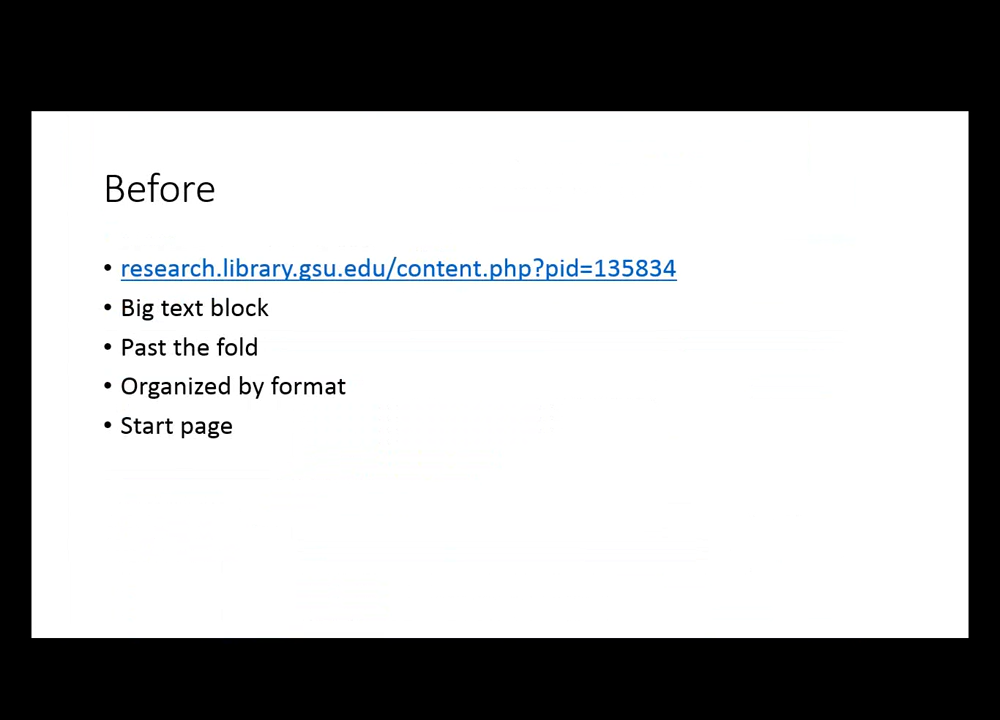 Before
• research.library.gsu.edu/content.php?pid=135834
• Big text block
• Past the fold
• Organized by format
• Start page